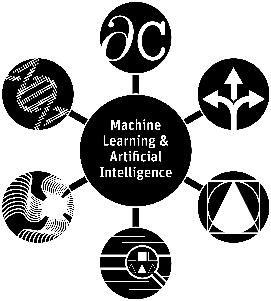 ∂C
Machine
Learning &
Artificial
Intelligence